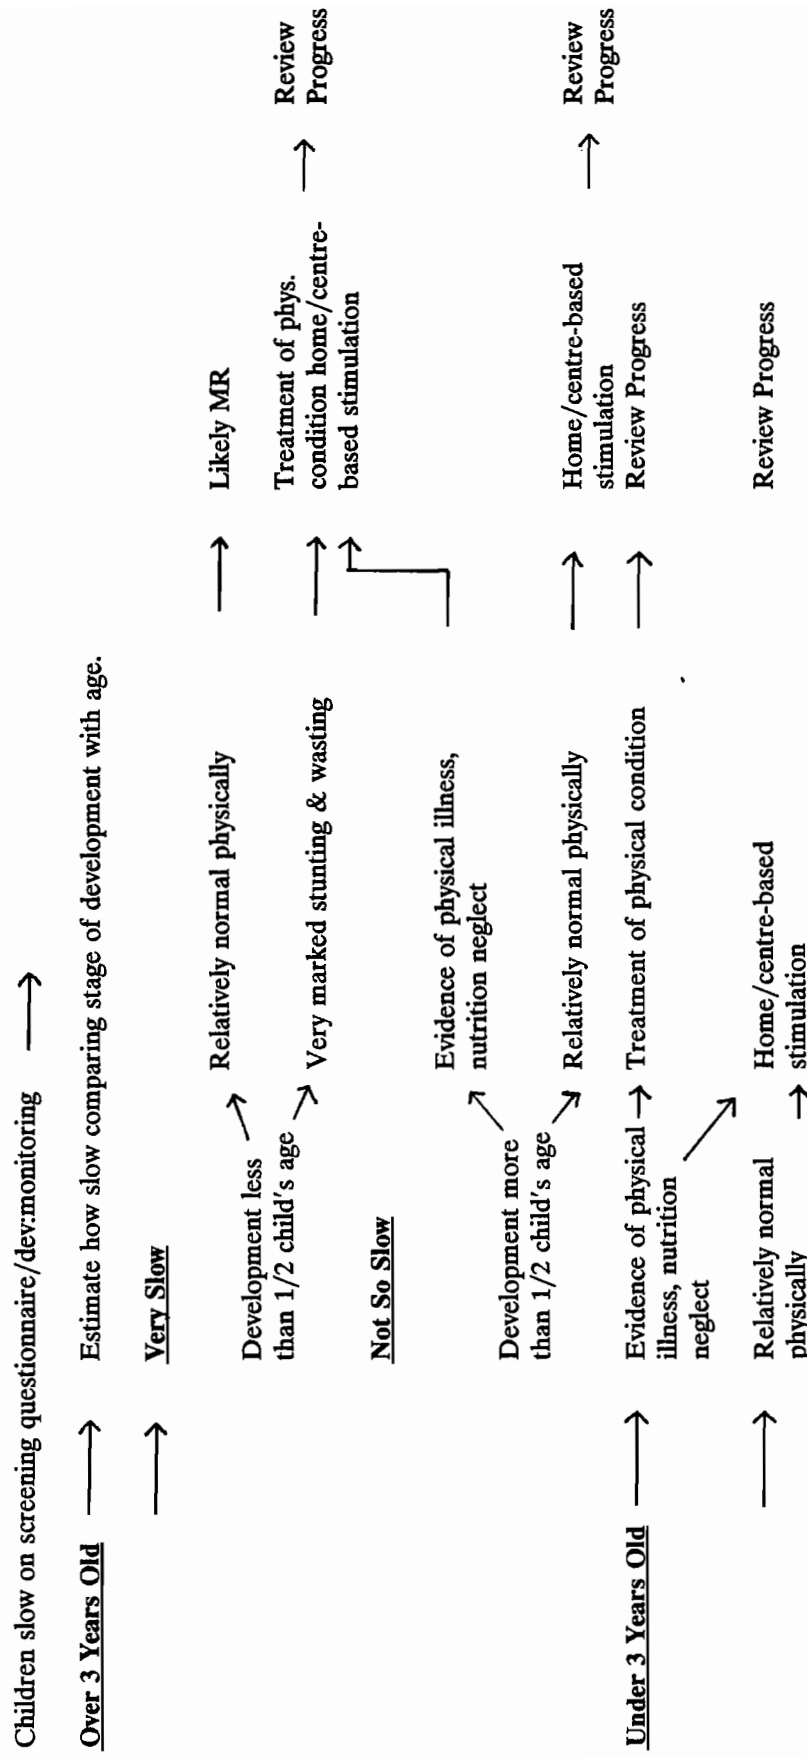 Children slow on screening questionnaire/dev:monitoring
Over 3 Years Old
Estimate how slow comparing stage of development with age.
Very Slow
Development less
than 1/2 child's age
Relatively normal physically
Likely MR
Very marked stunting & wasting
Treatment of phys.
condition home/centre-
based stimulation
Review
Progress
Not So Slow
Development more
than 1/2 child's age
Evidence of physical illness,
nutrition neglect
Relatively normal physically
Home/centre-based
stimulation
Review
Progress
Under 3 Years Old
Evidence of physical
illness, nutrition
neglect
Treatment of physical condition
Review Progress
Relatively normal
physically
Home/centre-based
stimulation
Review Progress